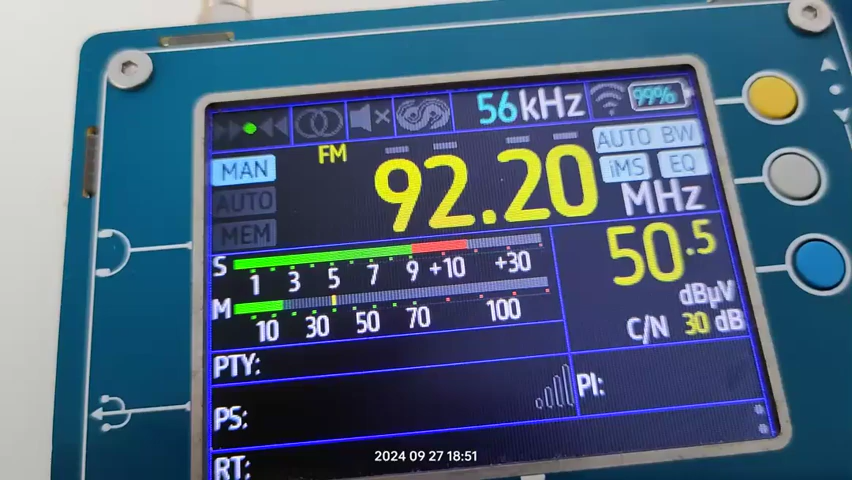 56kHz 99%
FM
AUTO BW
MAN 92.20 iMS EQ
AUTO MHz
MEM
50.5
S
1 3 5 7 9 +10 +30
dBµV
M
10 30 50 70 100
C/N 30 dB
PTY:
PS: PI:
RT:
2024 09 27 18:51